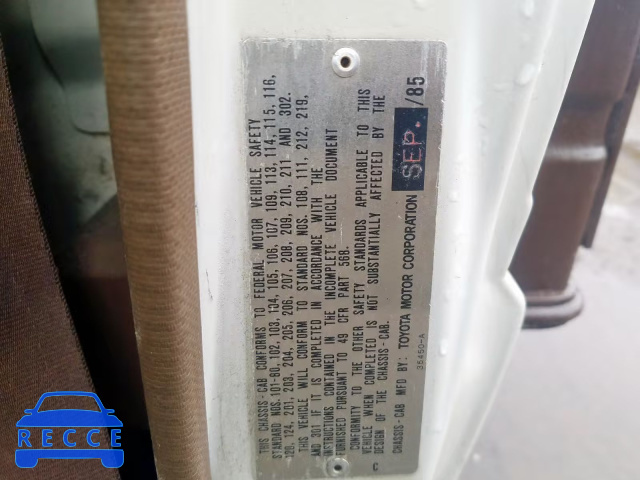 THIS CHASSIS-CAB CONFORMS TO FEDERAL MOTOR VEHICLE SAFETY
STANDARD NOS. 101-80, 102, 103, 104, 105, 106, 107, 109, 113, 114, 115, 116,
124, 201, 203, 204, 205, 206, 207, 208, 209, 210, 211 AND 302.
THIS VEHICLE WILL CONFORM TO STANDARD NOS. 108, 111, 212, 219,
AND 301 IF IT IS COMPLETED IN ACCORDANCE WITH THE
INSTRUCTIONS CONTAINED IN THE INCOMPLETE VEHICLE DOCUMENT
FURNISHED PURSUANT TO 49 CFR PART 568.
CONFORMITY TO THE OTHER SAFETY STANDARDS APPLICABLE TO THIS
VEHICLE WHEN COMPLETED IS NOT SUBSTANTIALLY AFFECTED BY THE
DESIGN OF THE CHASSIS-CAB.
CHASSIS-CAB MFD BY: TOYOTA MOTOR CORPORATION SEP. /85
C 35450-A
RECCE